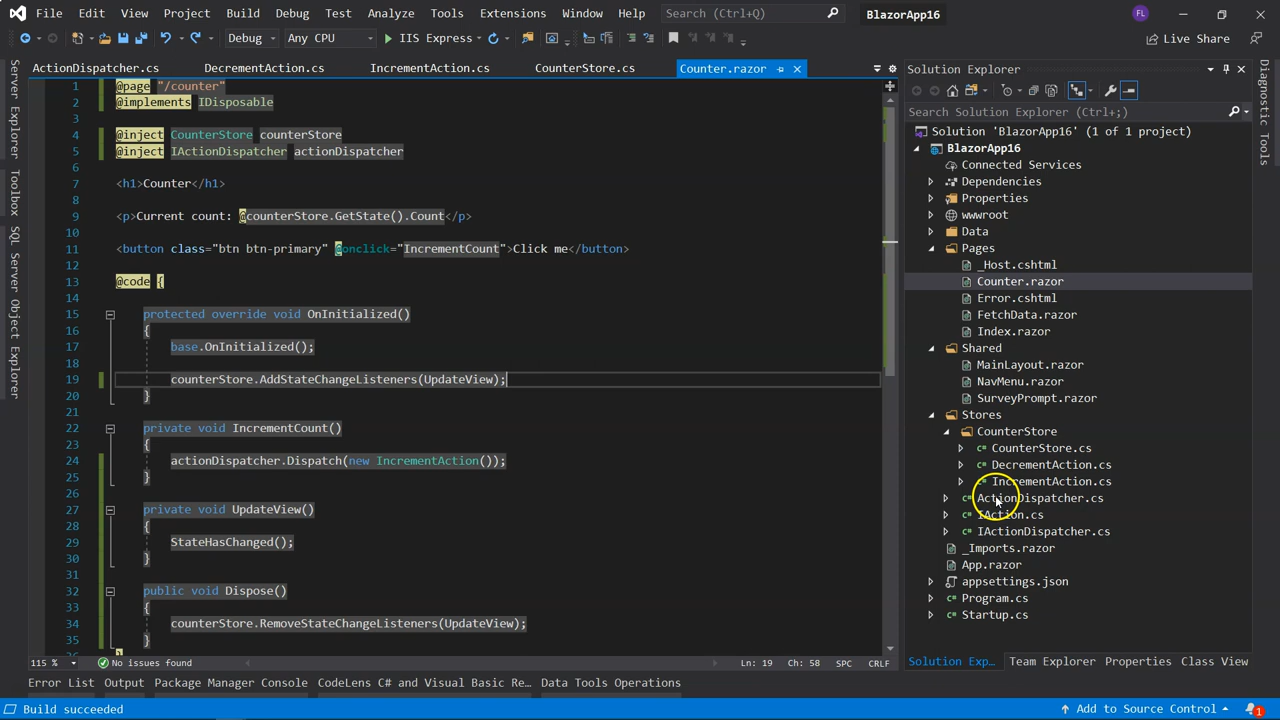 File Edit View Project Build Debug Test Analyze Tools Extensions Window Help Search (Ctrl+Q) BlazorApp16 FL
Debug Any CPU IIS Express Live Share
ActionDispatcher.cs DecrementAction.cs IncrementAction.cs CounterStore.cs Counter.razor
Server Explorer
Toolbox
SQL Server Object Explorer
1 @page "/counter"
2 @implements IDisposable
3
4 @inject CounterStore counterStore
5 @inject IActionDispatcher actionDispatcher
6
7 <h1>Counter</h1>
8
9 <p>Current count: @counterStore.GetState().Count</p>
10
11 <button class="btn btn-primary" @onclick="IncrementCount">Click me</button>
12
13 @code {
14
15 protected override void OnInitialized()
16 {
17 base.OnInitialized();
18
19 counterStore.AddStateChangeListeners(UpdateView);
20 }
21
22 private void IncrementCount()
23 {
24 actionDispatcher.Dispatch(new IncrementAction());
25 }
26
27 private void UpdateView()
28 {
29 StateHasChanged();
30 }
31
32 public void Dispose()
33 {
34 counterStore.RemoveStateChangeListeners(UpdateView);
35 }
36 }
115 % No issues found Ln: 19 Ch: 58 SPC CRLF
Solution Explorer
Search Solution Explorer (Ctrl+;)
Solution 'BlazorApp16' (1 of 1 project)
BlazorApp16
Connected Services
Dependencies
Properties
wwwroot
Data
Pages
_Host.cshtml
Counter.razor
Error.cshtml
FetchData.razor
Index.razor
Shared
MainLayout.razor
NavMenu.razor
SurveyPrompt.razor
Stores
CounterStore
CounterStore.cs
DecrementAction.cs
IncrementAction.cs
ActionDispatcher.cs
IAction.cs
IActionDispatcher.cs
_Imports.razor
App.razor
appsettings.json
Program.cs
Startup.cs
Solution Exp... Team Explorer Properties Class View
Diagnostic Tools
Error List Output Package Manager Console CodeLens C# and Visual Basic Re... Data Tools Operations
Build succeeded Add to Source Control 1